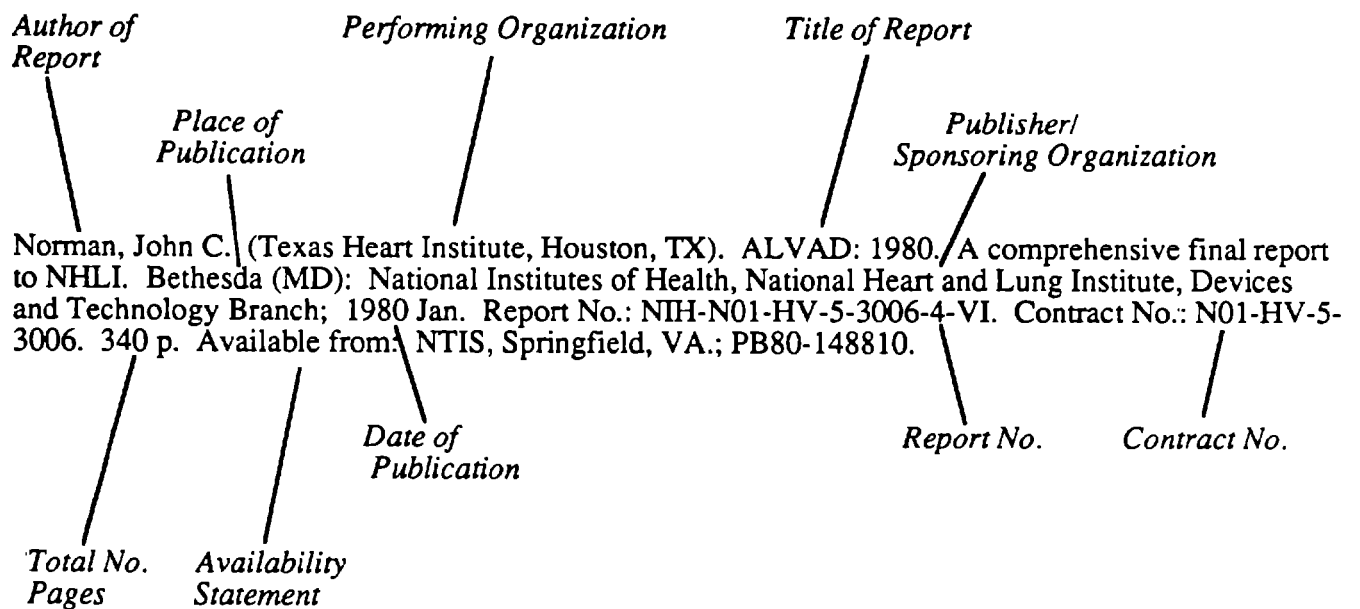 Author of
Report
Performing Organization
Title of Report
Place of
Publication
Publisher/
Sponsoring Organization
Norman, John C. (Texas Heart Institute, Houston, TX). ALVAD: 1980. A comprehensive final report
to NHLI. Bethesda (MD): National Institutes of Health, National Heart and Lung Institute, Devices
and Technology Branch; 1980 Jan. Report No.: NIH-N01-HV-5-3006-4-VI. Contract No.: N01-HV-5-
3006. 340 p. Available from: NTIS, Springfield, VA.; PB80-148810.
Date of
Publication
Report No.
Contract No.
Total No.
Pages
Availability
Statement